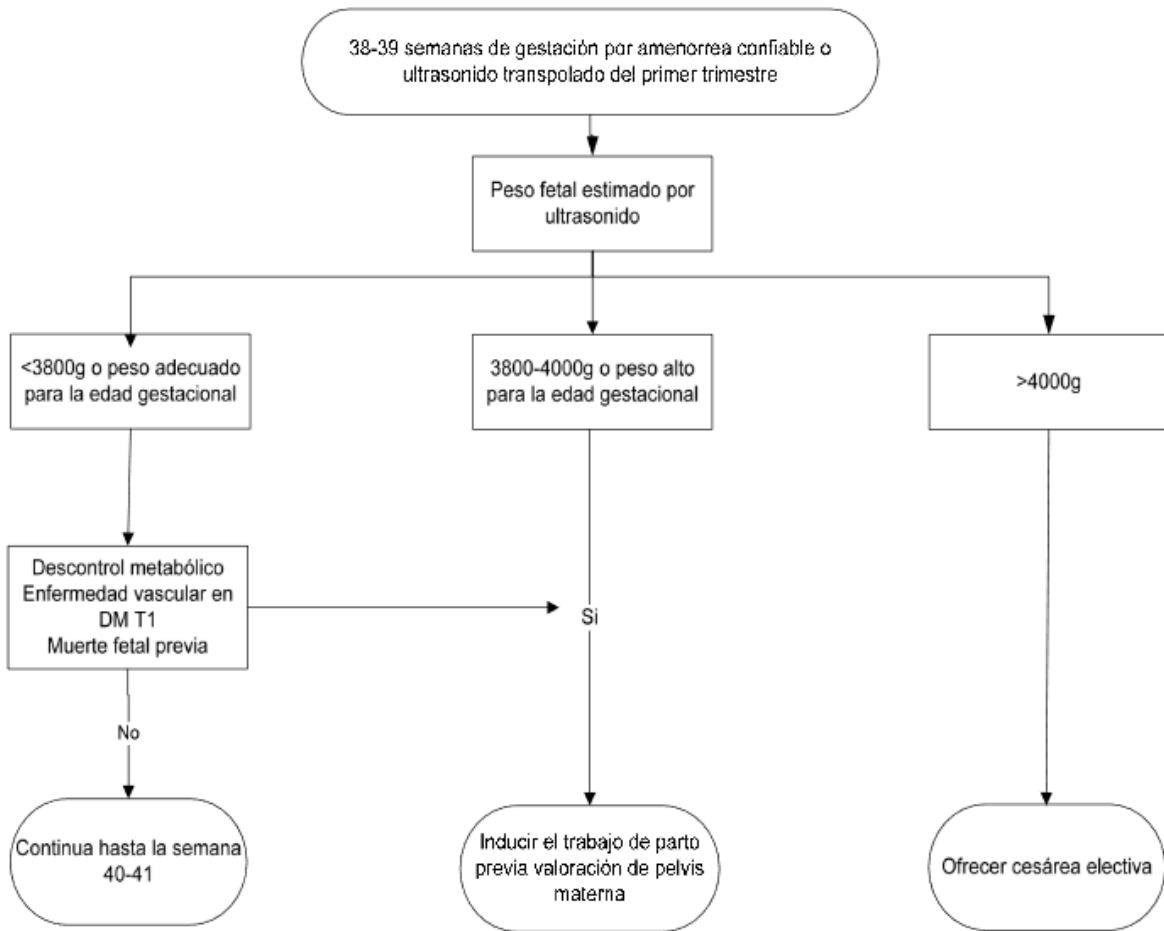 38-39 semanas de gestación por amenorrea confiable o
ultrasonido transpolado del primer trimestre
Peso fetal estimado por
ultrasonido
<3800g o peso adecuado
para la edad gestacional
3800-4000g o peso alto
para la edad gestacional
>4000g
Descontrol metabólico
Enfermedad vascular en
DM T1
Muerte fetal previa
Si
No
Continua hasta la semana
40-41
Inducir el trabajo de parto
previa valoración de pelvis
materna
Ofrecer cesárea electiva